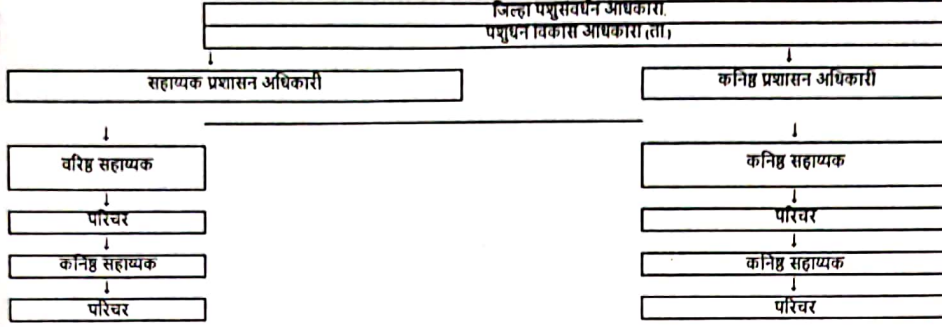 जिल्हा पशुसंवर्धन अधिकारी.
पशुधन विकास अधिकारी (तां)
सहाय्यक प्रशासन अधिकारी
कनिष्ठ प्रशासन अधिकारी
वरिष्ठ सहाय्यक
कनिष्ठ सहाय्यक
परिचर
परिचर
कनिष्ठ सहाय्यक
कनिष्ठ सहाय्यक
परिचर
परिचर